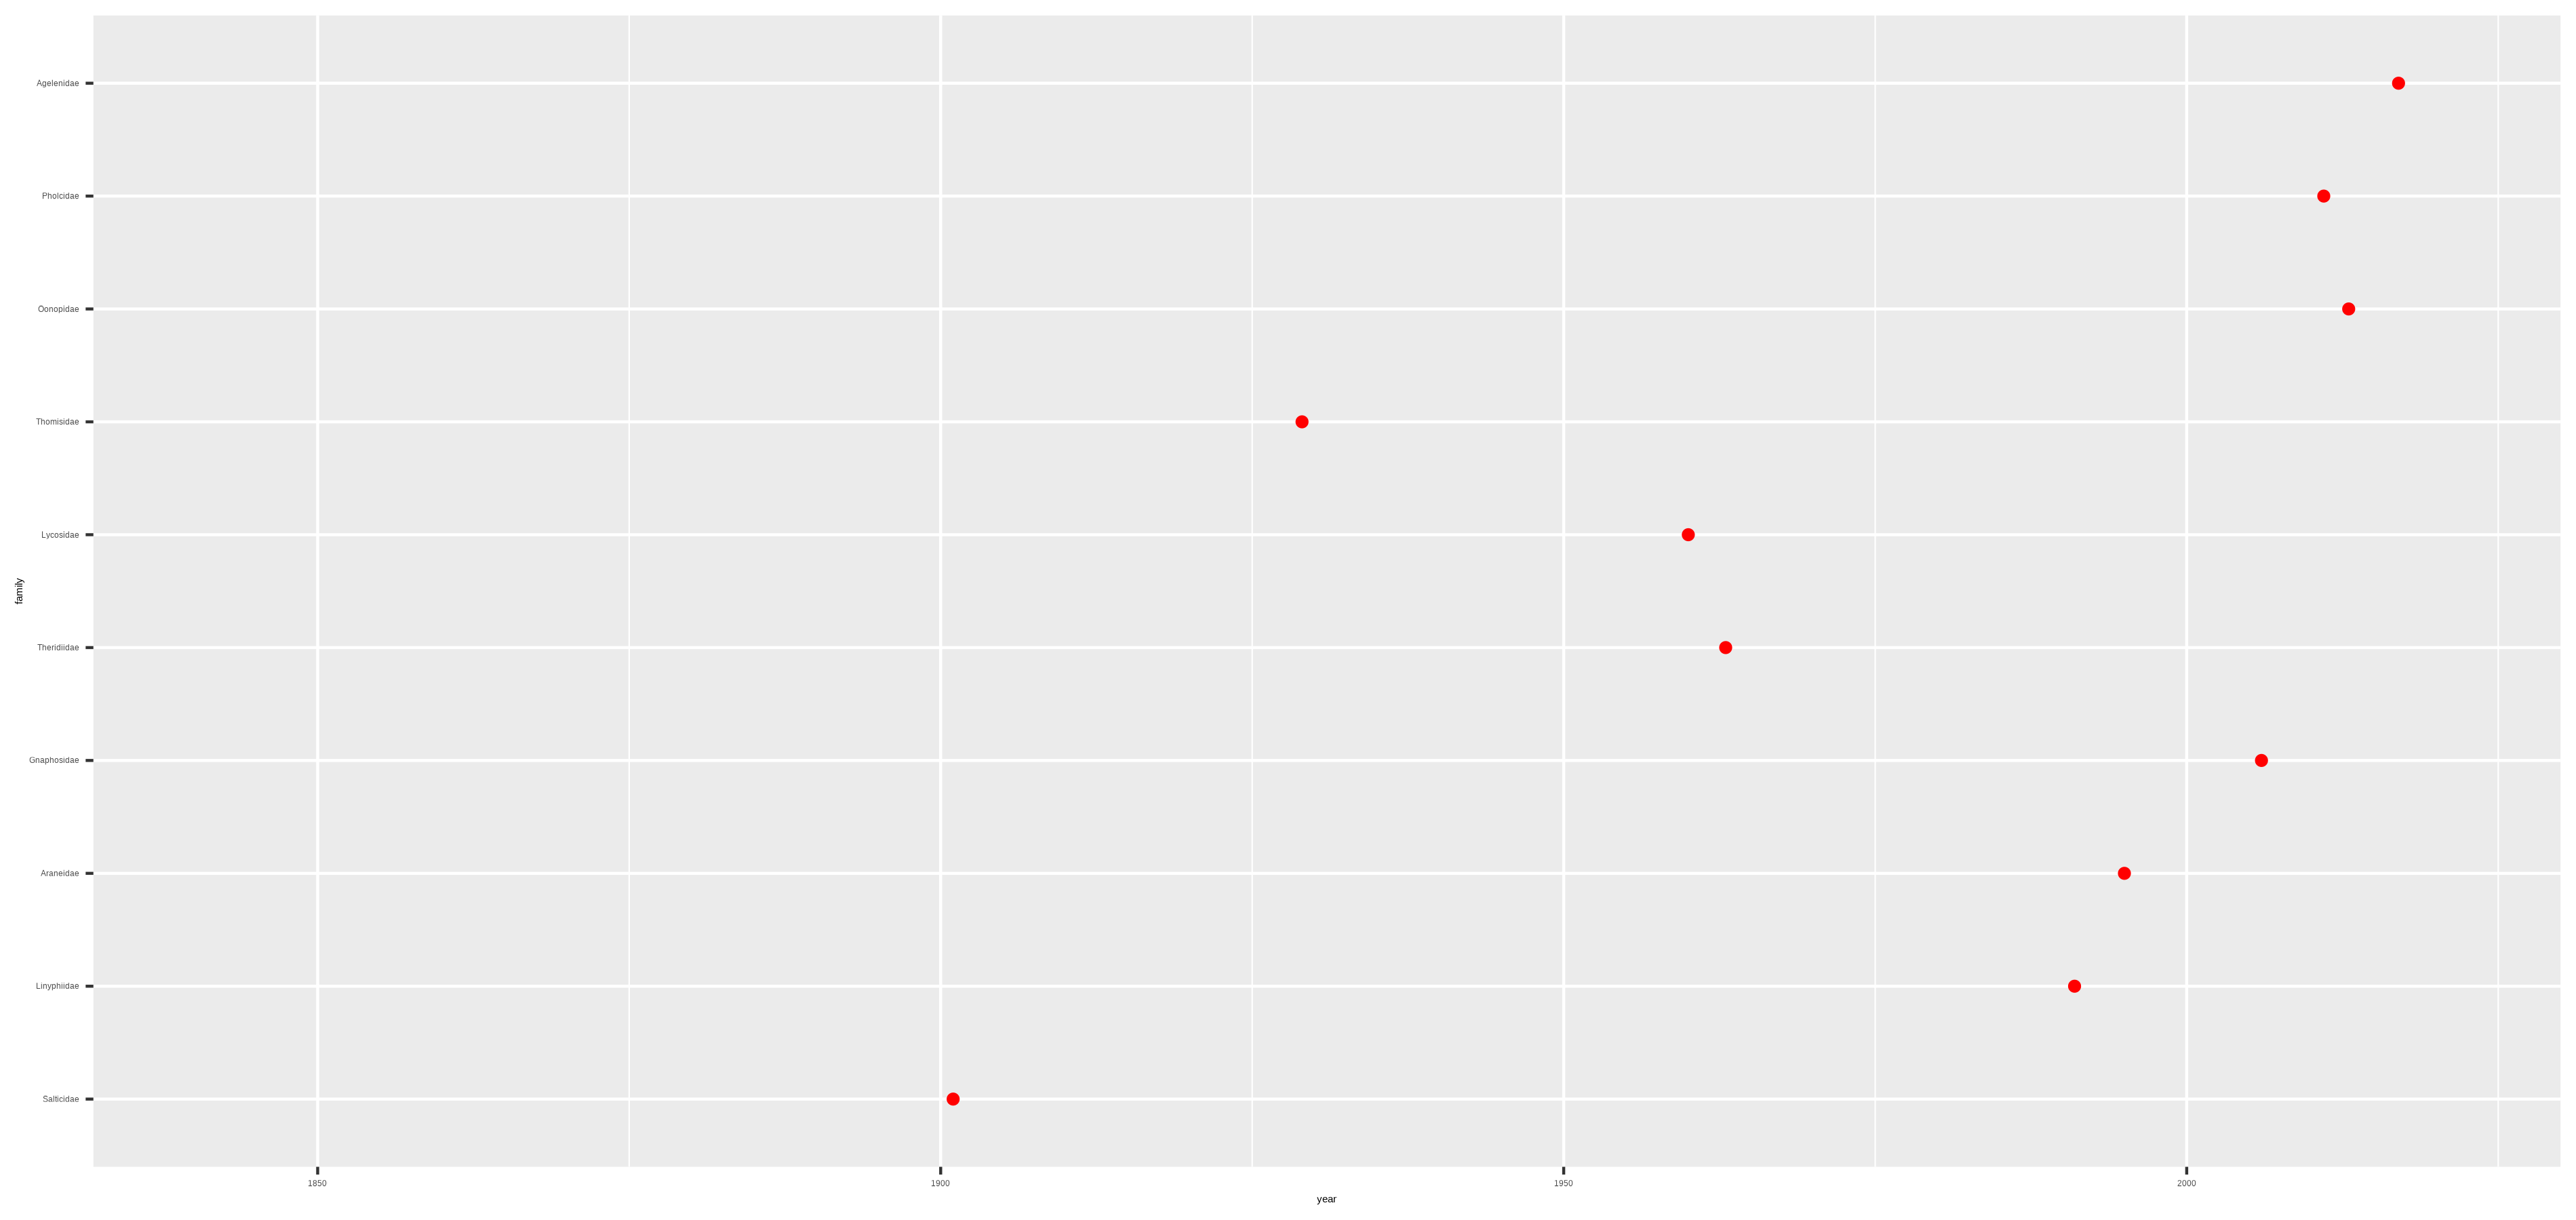 Agelenidae
Pholcidae
Oonopidae
Thomisidae
Lycosidae
Theridiidae
Gnaphosidae
Araneidae
Linyphiidae
Salticidae
family
1850 1900 1950 2000
year